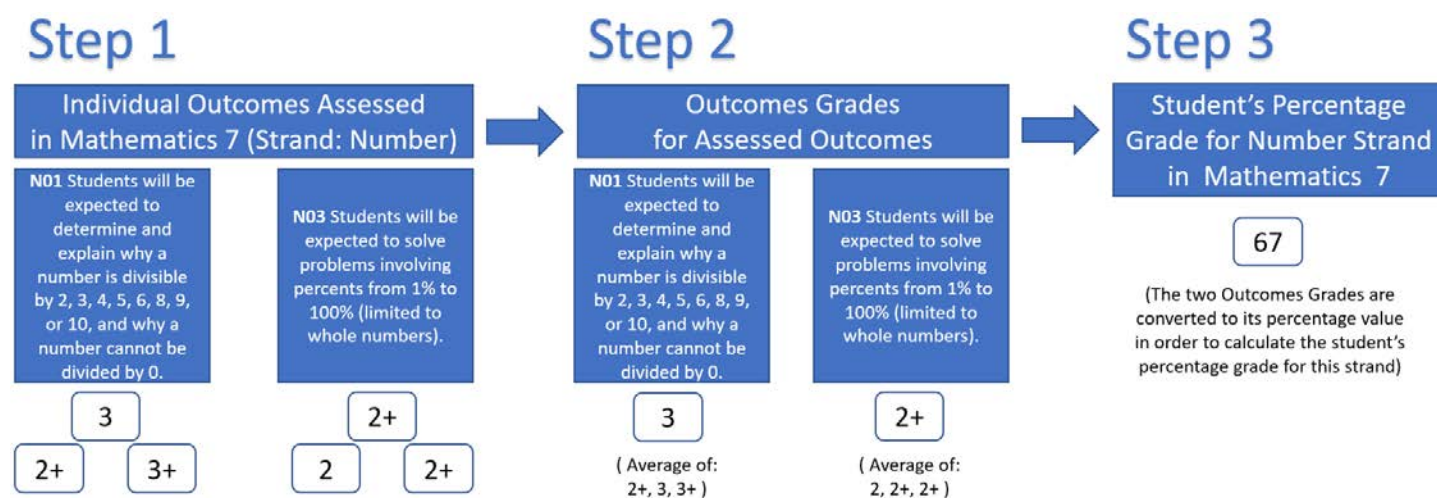 Step 1
Individual Outcomes Assessed
in Mathematics 7 (Strand: Number)
N01 Students will be
expected to
determine and
explain why a
number is divisible
by 2, 3, 4, 5, 6, 8, 9,
or 10, and why a
number cannot be
divided by 0.
3
2+
3+
N03 Students will be
expected to solve
problems involving
percents from 1% to
100% (limited to
whole numbers).
2+
2
2+
Step 2
Outcomes Grades
for Assessed Outcomes
N01 Students will be
expected to
determine and
explain why a
number is divisible
by 2, 3, 4, 5, 6, 8, 9,
or 10, and why a
number cannot be
divided by 0.
3
( Average of:
2+, 3, 3+ )
N03 Students will be
expected to solve
problems involving
percents from 1% to
100% (limited to
whole numbers).
2+
( Average of:
2, 2+, 2+ )
Step 3
Student’s Percentage
Grade for Number Strand
in Mathematics 7
67
(The two Outcomes Grades are
converted to its percentage value
in order to calculate the student’s
percentage grade for this strand)